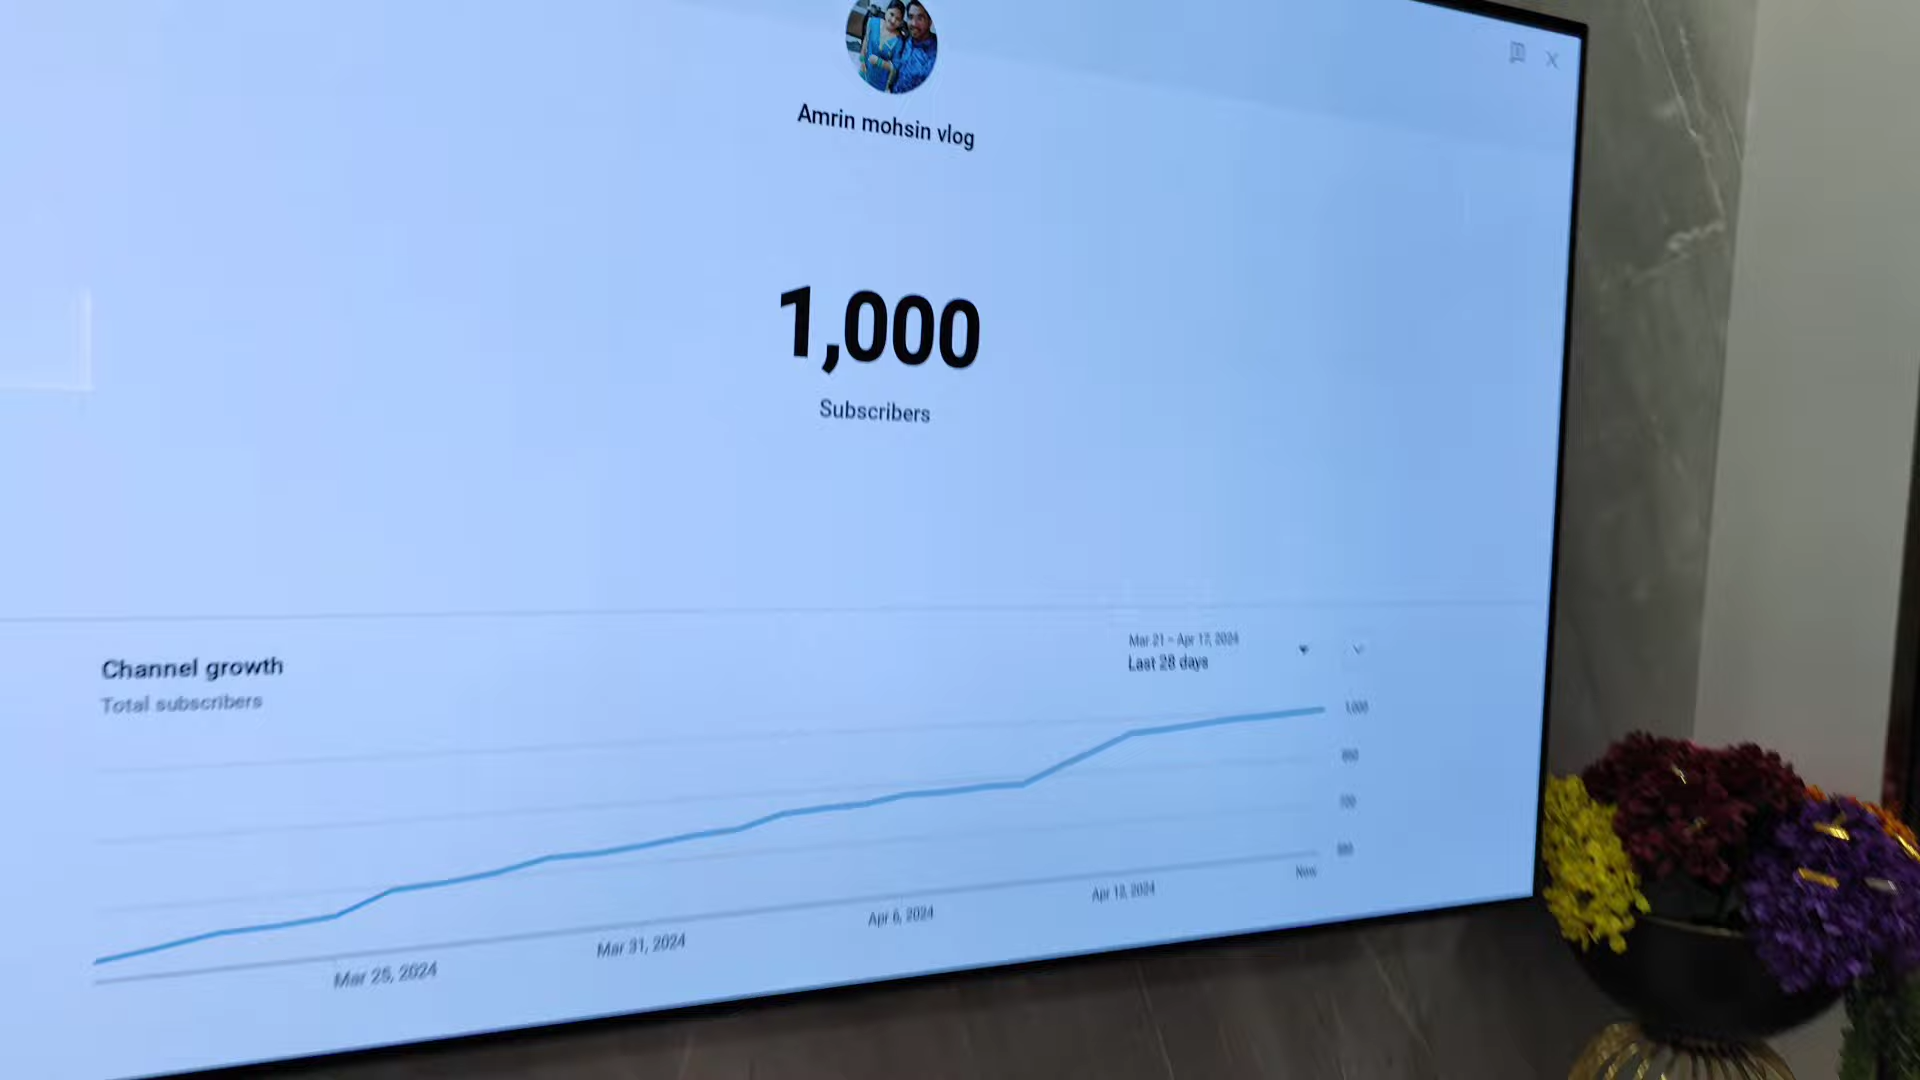 Amrin mohsin vlog
1,000
Subscribers
Channel growth
Total subscribers
Mar 21 – Apr 17, 2024
Last 28 days
1,000
Now
Apr 12, 2024
Apr 6, 2024
Mar 31, 2024
Mar 25, 2024